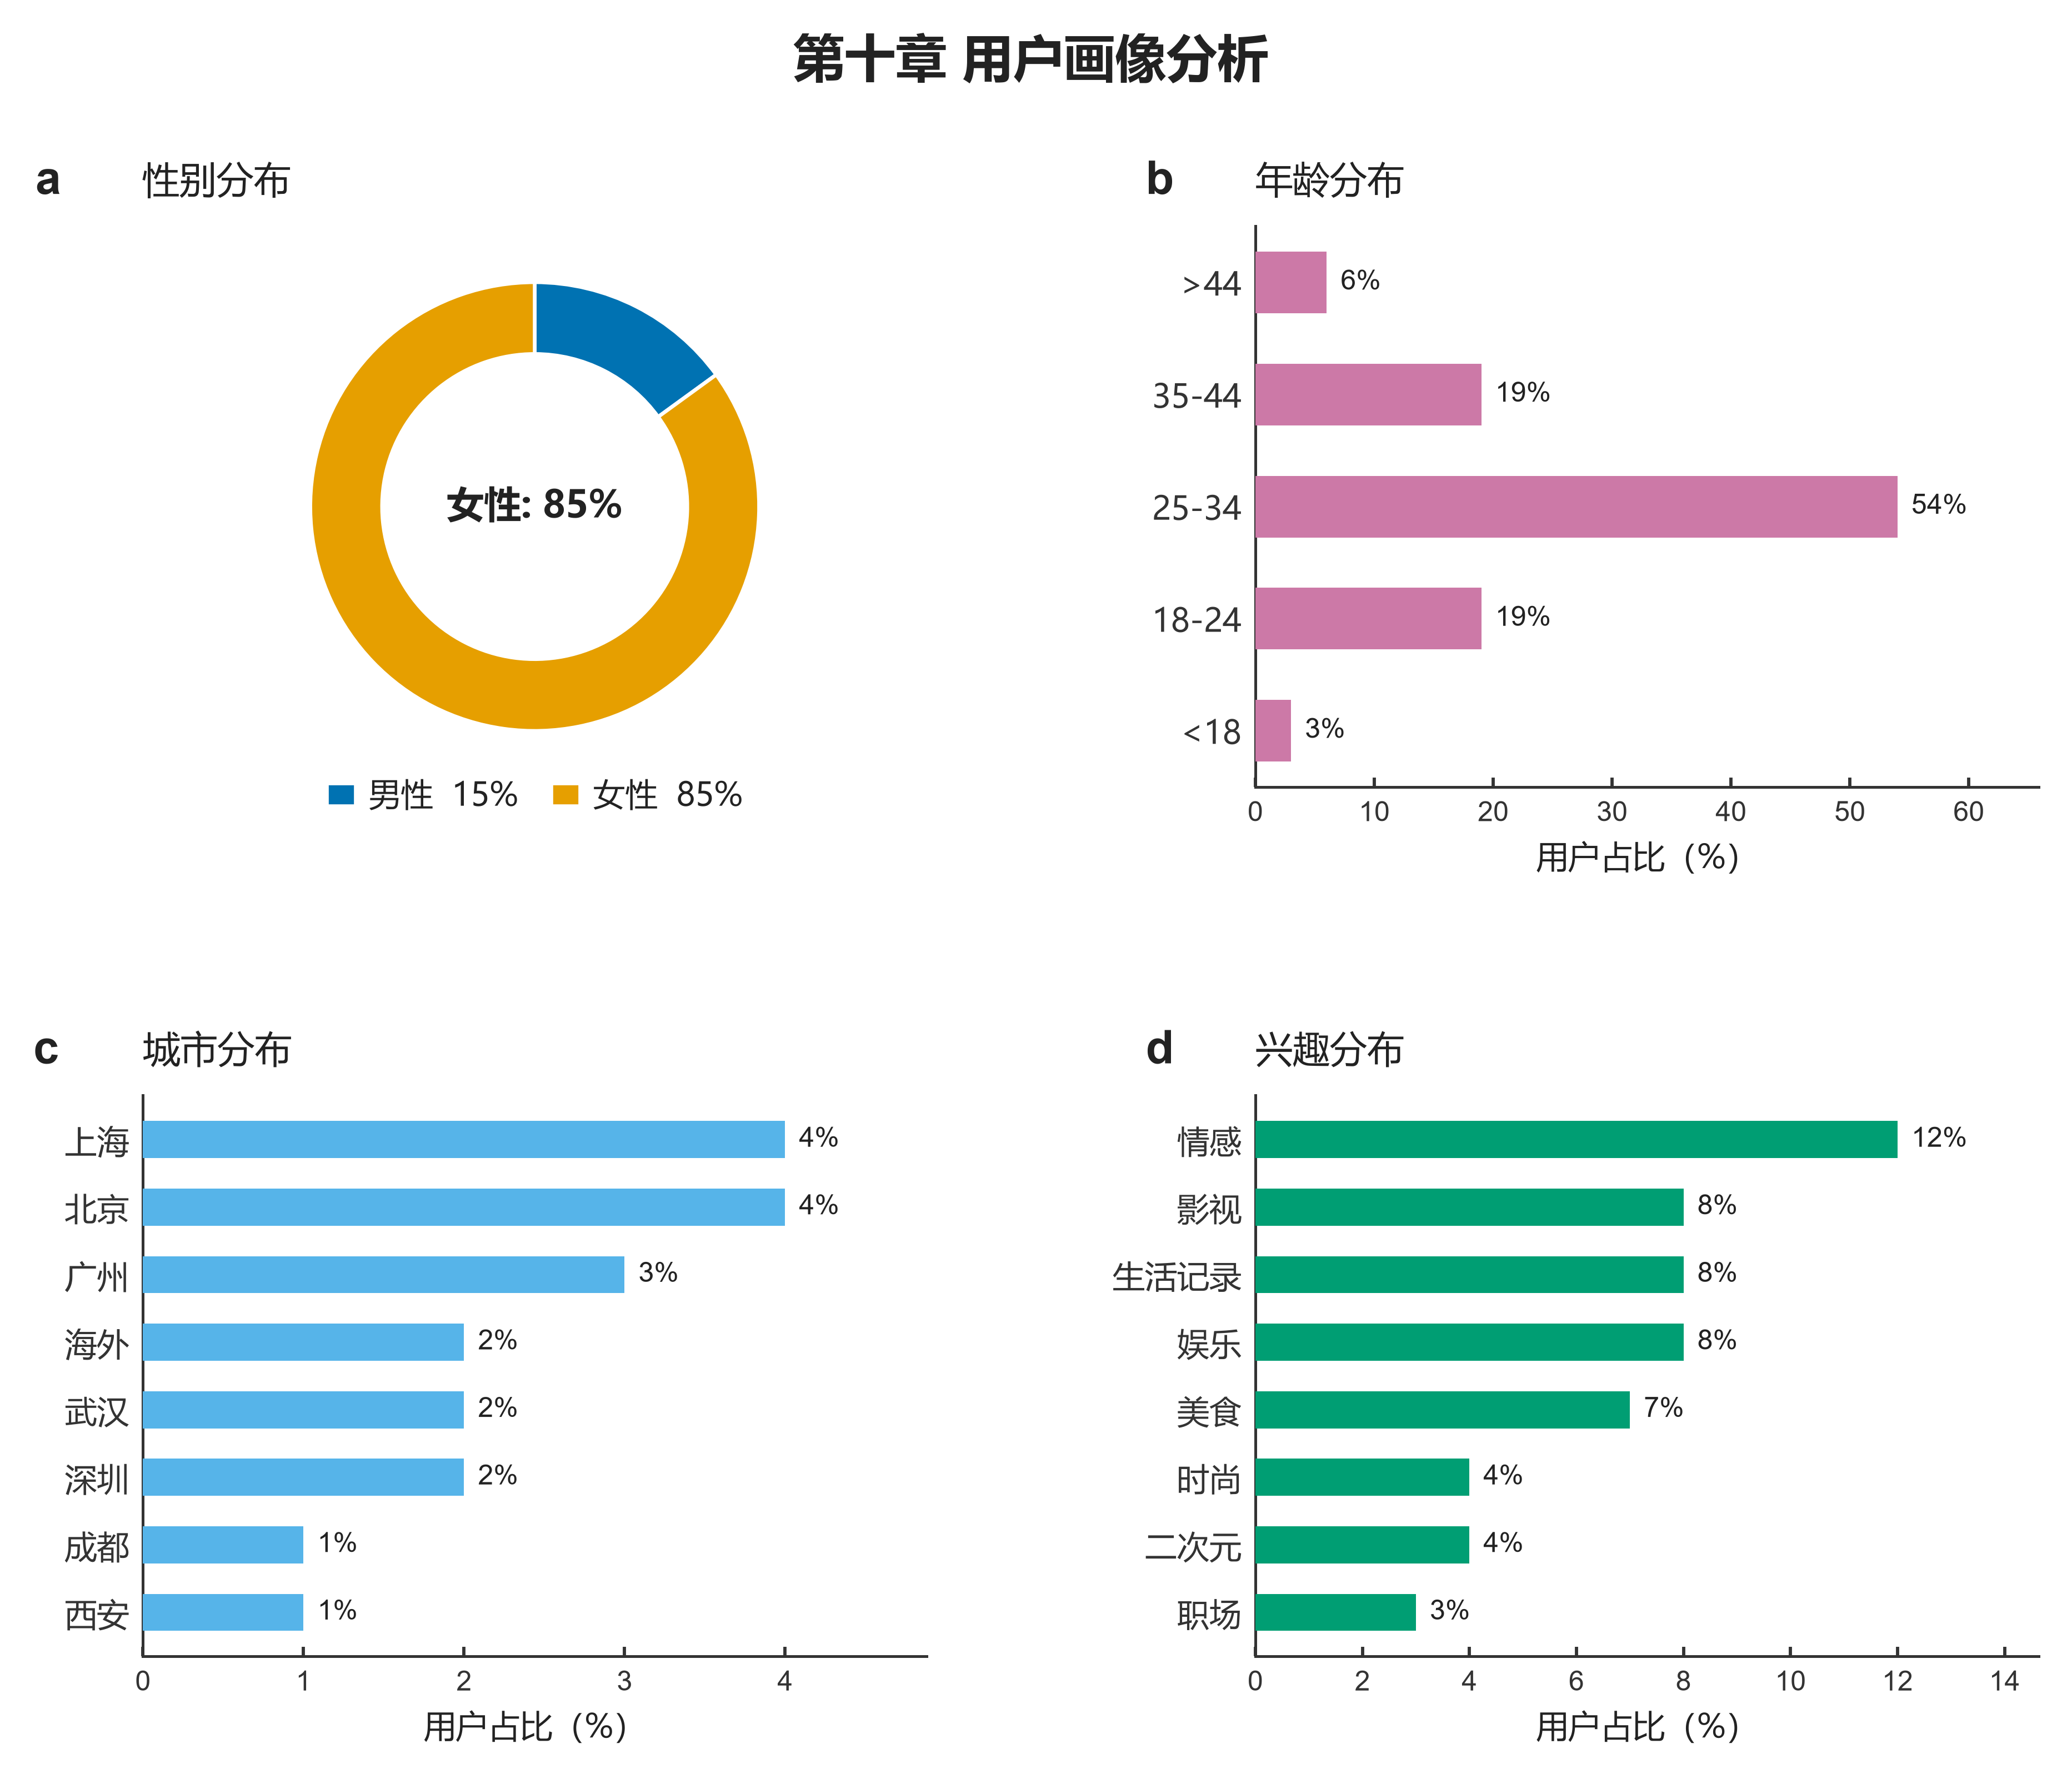 第十章 用户画像分析
a 性别分布
女性: 85%
男性 15% 女性 85%
b 年龄分布
>44 6%
35-44 19%
25-34 54%
18-24 19%
<18 3%
0 10 20 30 40 50 60
用户占比（%）
c 城市分布
上海 4%
北京 4%
广州 3%
海外 2%
武汉 2%
深圳 2%
成都 1%
西安 1%
0 1 2 3 4
用户占比（%）
d 兴趣分布
情感 12%
影视 8%
生活记录 8%
娱乐 8%
美食 7%
时尚 4%
二次元 4%
职场 3%
0 2 4 6 8 10 12 14
用户占比（%）